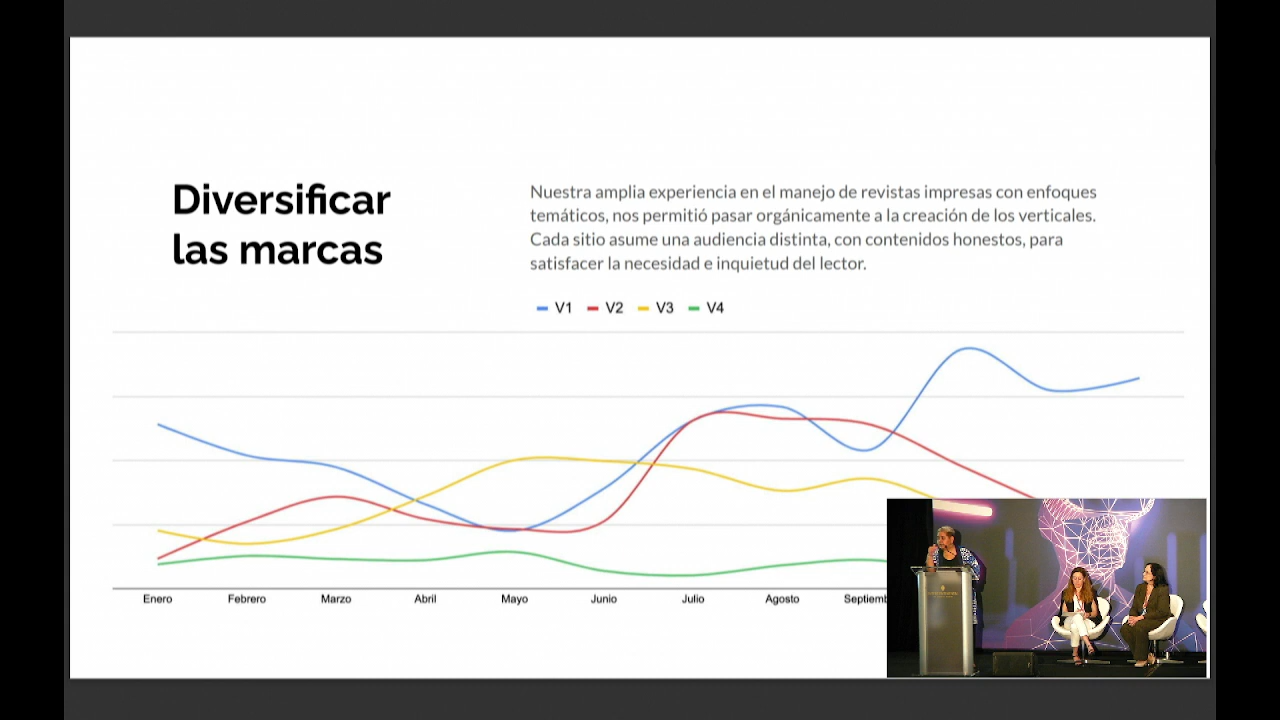 Diversificar
las marcas
Nuestra amplia experiencia en el manejo de revistas impresas con enfoques
temáticos, nos permitió pasar orgánicamente a la creación de los verticales.
Cada sitio asume una audiencia distinta, con contenidos honestos, para
satisfacer la necesidad e inquietud del lector.
V1 V2 V3 V4
Enero Febrero Marzo Abril Mayo Junio Julio Agosto Septiemb